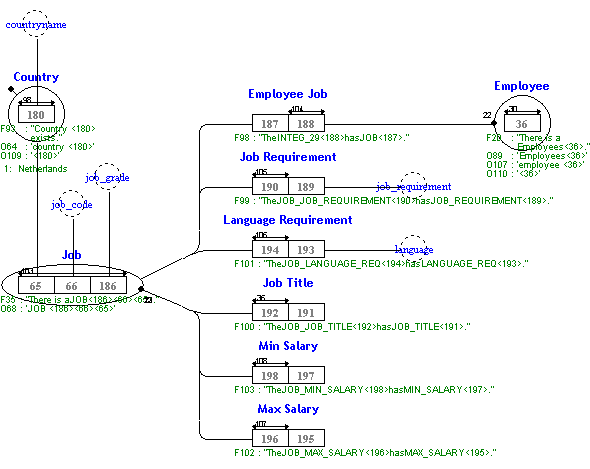 countryname
Country
98
180
F93 : "Country <180>
exists."
O64 : 'country <180>'
O109 : '<180>'
1: Netherlands
job_grade
job_code
Job
103
65 66 186
F35 : "There is aJOB<186><66><65>."
O68 : 'JOB <186><66><65>'
23
Employee Job
104
187 188
F98 : "TheINTEG_29<188>hasJOB<187>."
Job Requirement
105
190 189
job_requirement
F99 : "TheJOB_JOB_REQUIREMENT<190>hasJOB_REQUIREMENT<189>."
Language Requirement
106
194 193
language
F101 : "TheJOB_LANGUAGE_REQ<194>hasLANGUAGE_REQ<193>."
Job Title
36
192 191
F100 : "TheJOB_JOB_TITLE<192>hasJOB_TITLE<191>."
Min Salary
108
198 197
F103 : "TheJOB_MIN_SALARY<198>hasMIN_SALARY<197>."
Max Salary
107
196 195
F102 : "TheJOB_MAX_SALARY<196>hasMAX_SALARY<195>."
Employee
30
22
36
F20 : "There is a
Employees<36>."
O89 : 'Employees<36>'
O107 : 'employee <36>'
O110 : '<36>'